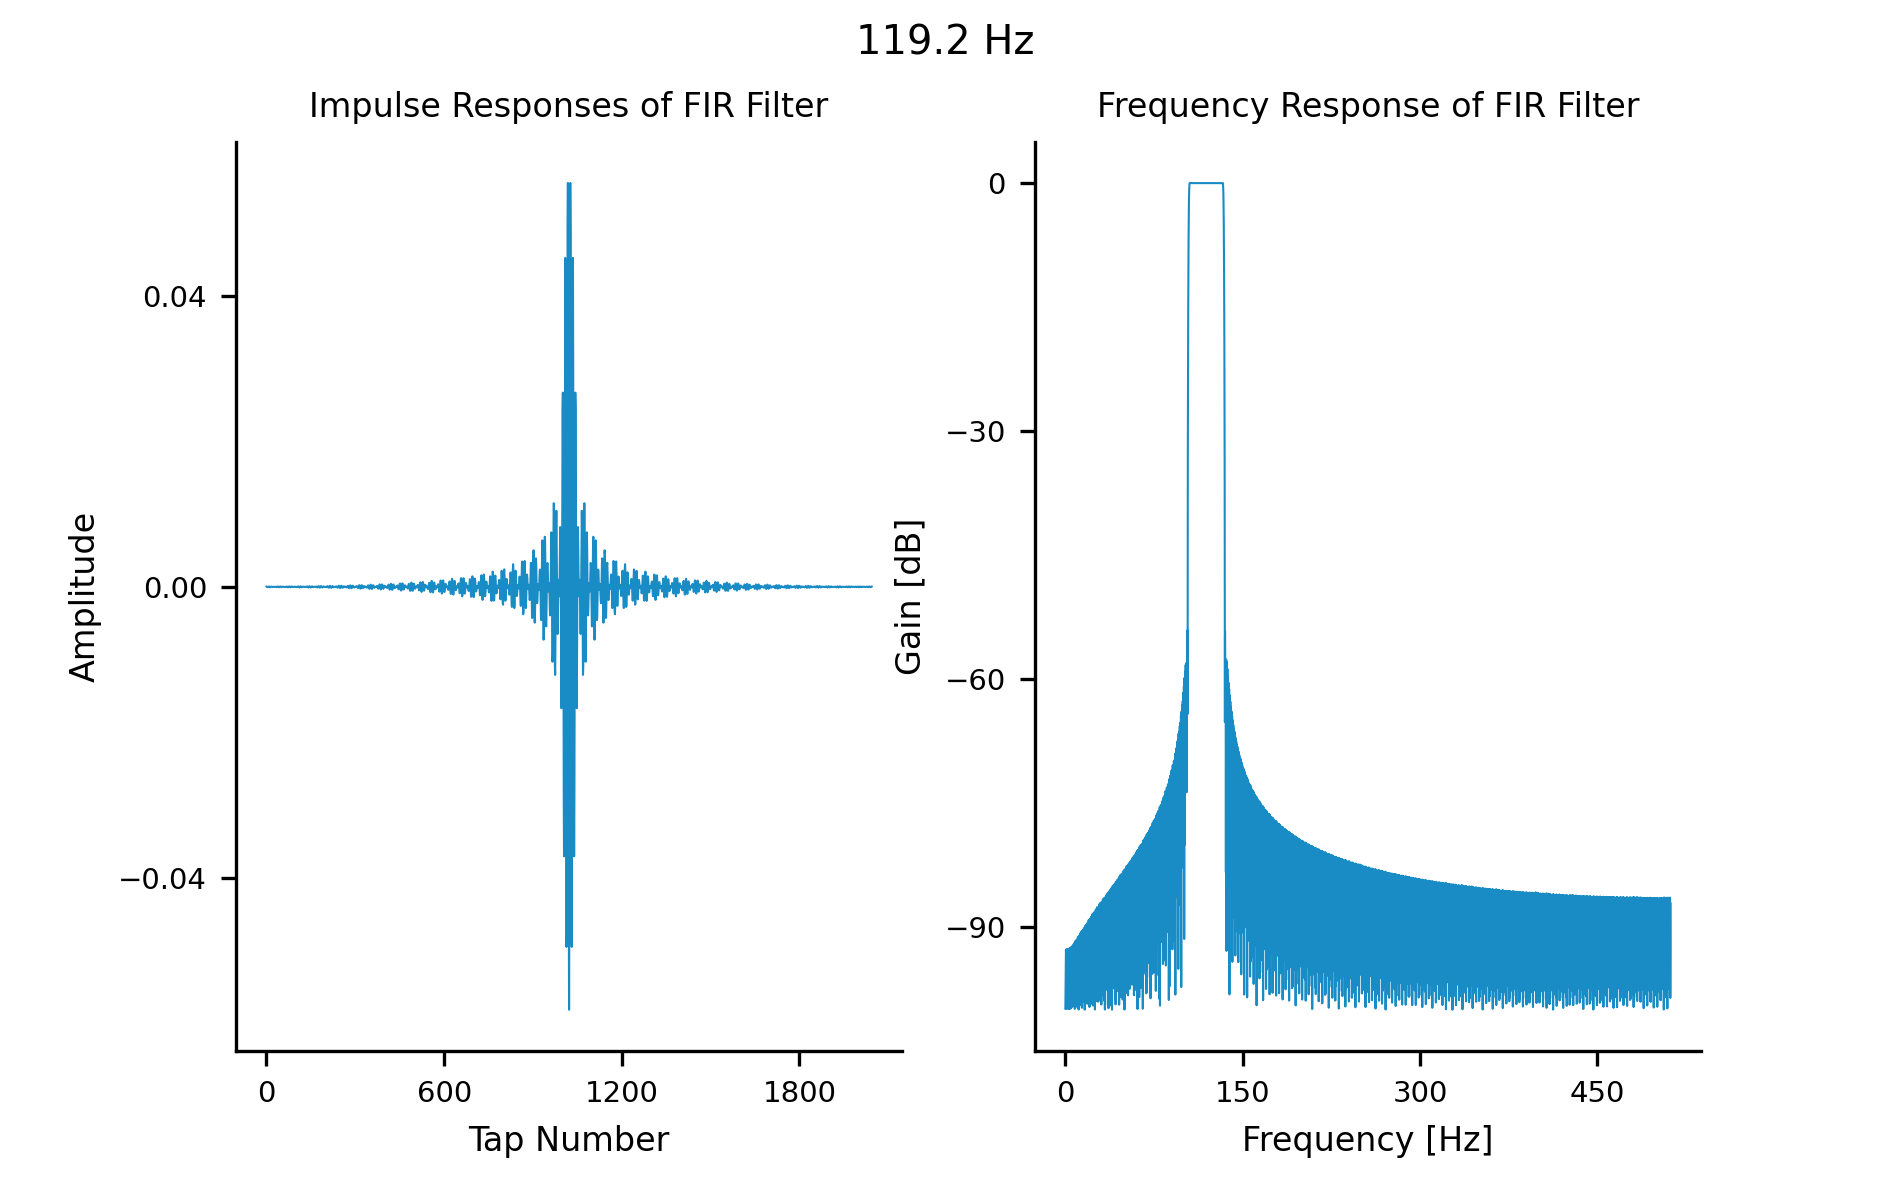 119.2 Hz
Impulse Responses of FIR Filter
Amplitude
0.04
0.00
−0.04
0 600 1200 1800
Tap Number
Frequency Response of FIR Filter
Gain [dB]
0
−30
−60
−90
0 150 300 450
Frequency [Hz]